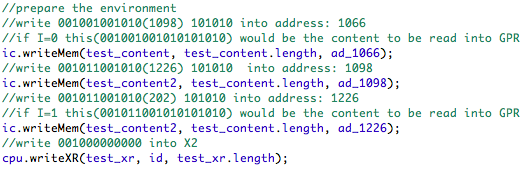 //prepare the environment
//write 001001001010(1098) 101010 into address: 1066
//if I=0 this(001001001010101010) would be the content to be read into GPR
ic.writeMem(test_content, test_content.length, ad_1066);
//write 001011001010(1226) 101010  into address: 1098
ic.writeMem(test_content2, test_content.length, ad_1098);
//write 001011001010(202) 101010 into address: 1226
//if I=1 this(001011001010101010) would be the content to be read into GPR
ic.writeMem(test_content2, test_content.length, ad_1226);
//write 001000000000 into X2
cpu.writeXR(test_xr, id, test_xr.length);